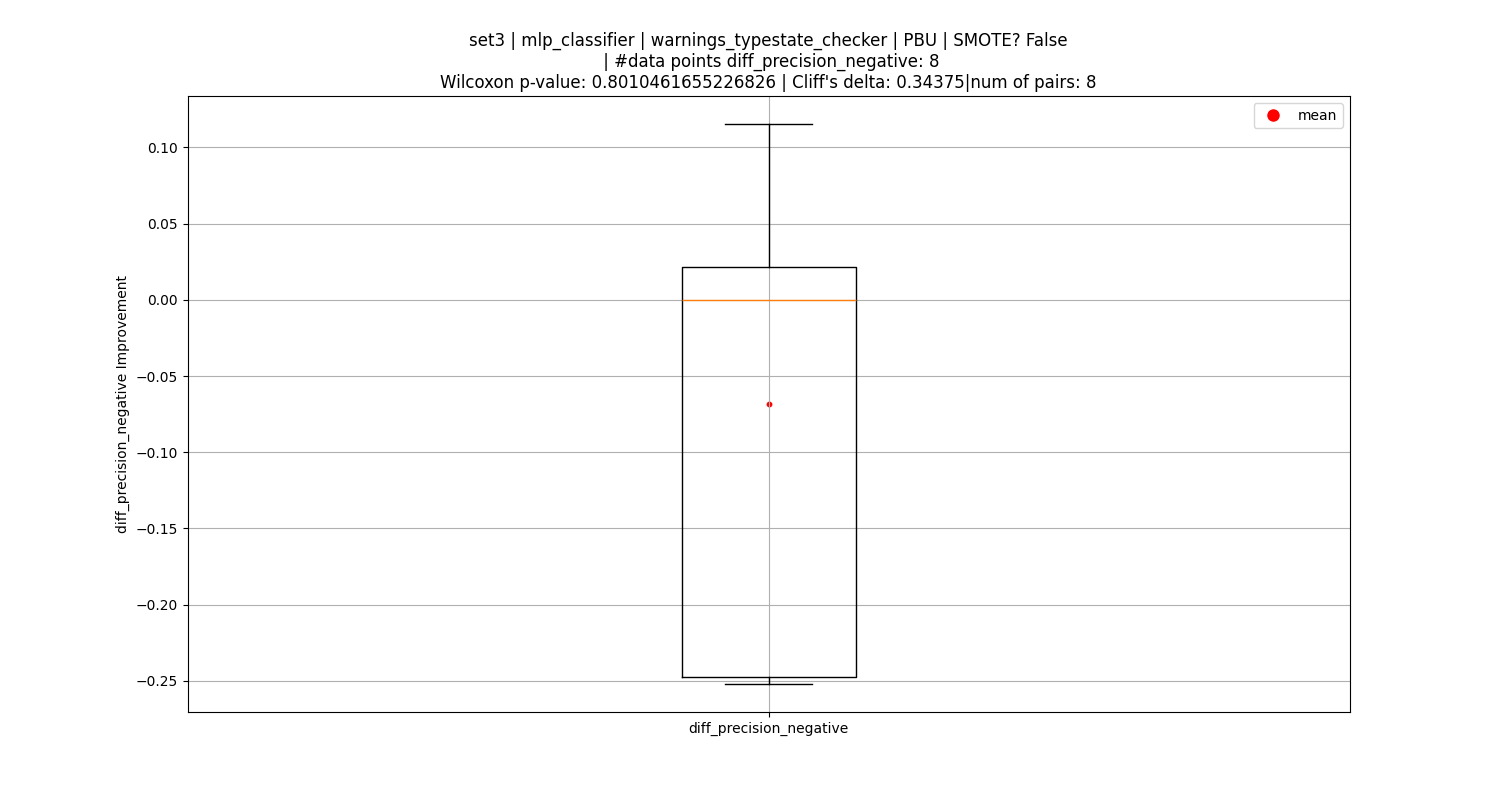 set3 | mlp_classifier | warnings_typestate_checker | PBU | SMOTE? False
| #data points diff_precision_negative: 8
Wilcoxon p-value: 0.8010461655226826 | Cliff's delta: 0.34375|num of pairs: 8
mean
0.10
0.05
0.00
−0.05
−0.10
−0.15
−0.20
−0.25
diff_precision_negative Improvement
diff_precision_negative